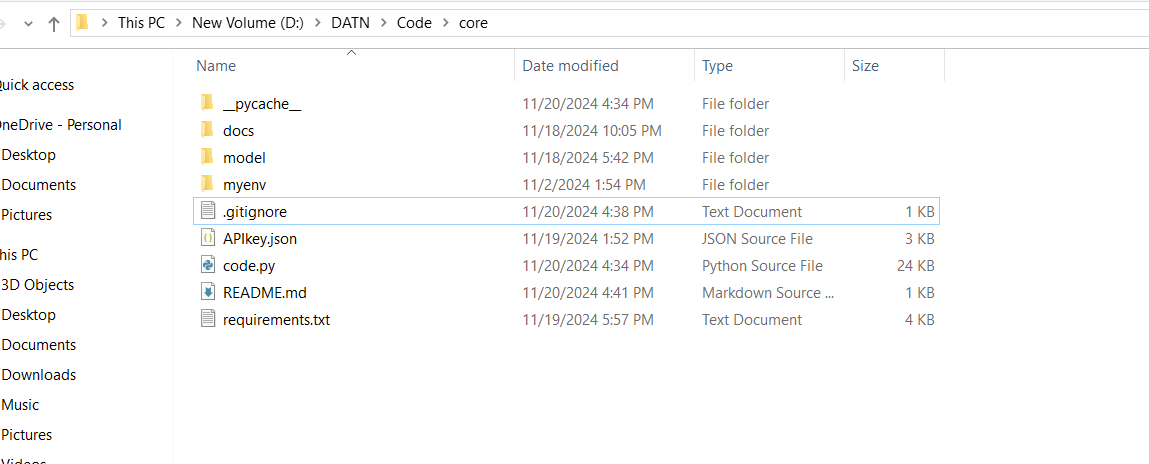 This PC > New Volume (D:) > DATN > Code > core
Name Date modified Type Size
__pycache__ 11/20/2024 4:34 PM File folder
docs 11/18/2024 10:05 PM File folder
model 11/18/2024 5:42 PM File folder
myenv 11/2/2024 1:54 PM File folder
.gitignore 11/20/2024 4:38 PM Text Document 1 KB
APIkey.json 11/19/2024 1:52 PM JSON Source File 3 KB
code.py 11/20/2024 4:34 PM Python Source File 24 KB
README.md 11/20/2024 4:41 PM Markdown Source ... 1 KB
requirements.txt 11/19/2024 5:57 PM Text Document 4 KB
uick access
neDrive - Personal
Desktop
Documents
Pictures
his PC
3D Objects
Desktop
Documents
Downloads
Music
Pictures
Videos